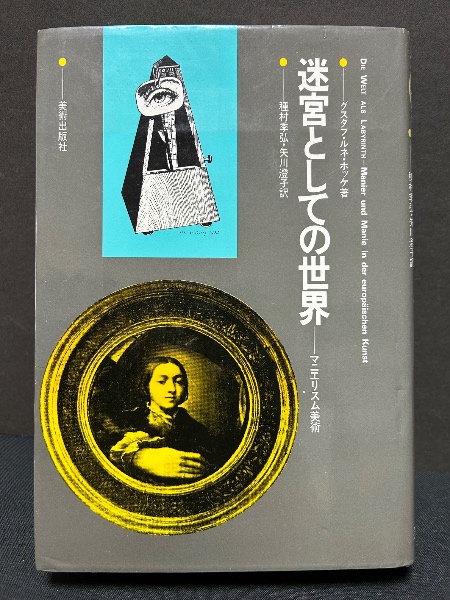 DIE WELT ALS LABYRINTH – Manier und Manie in der europäischen Kunst
グスタフ・ルネ・ホッケ著
迷宮としての世界――マニエリスム美術
種村季弘・矢川澄子訳
美術出版社